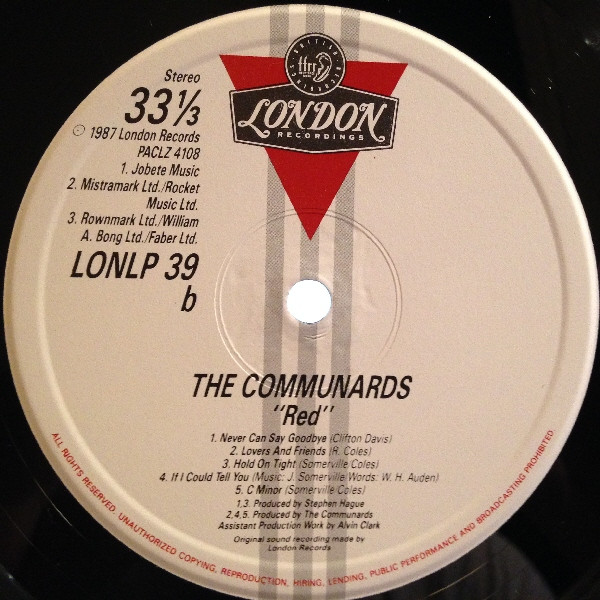 BRITISH RECORDINGS
ffrr
LONDON
RECORDINGS
Stereo
33⅓
Ⓟ 1987 London Records
PACLZ 4108
1. Jobete Music
2. Mistramark Ltd./Rocket
Music Ltd.
3. Rownmark Ltd./William
A. Bong Ltd./Faber Ltd.
LONLP 39
b
THE COMMUNARDS
"Red"
1. Never Can Say Goodbye (Clifton Davis)
2. Lovers And Friends (R. Coles)
3. Hold On Tight (Somerville Coles)
4. If I Could Tell You (Music: J. Somerville Words: W. H. Auden)
5. C Minor (Somerville Coles)
1,3. Produced by Stephen Hague
2,4,5. Produced by The Communards
Assistant Production Work by Alvin Clark
Original sound recording made by
London Records
ALL RIGHTS RESERVED. UNAUTHORIZED COPYING, REPRODUCTION, HIRING, LENDING, PUBLIC PERFORMANCE AND BROADCASTING PROHIBITED.